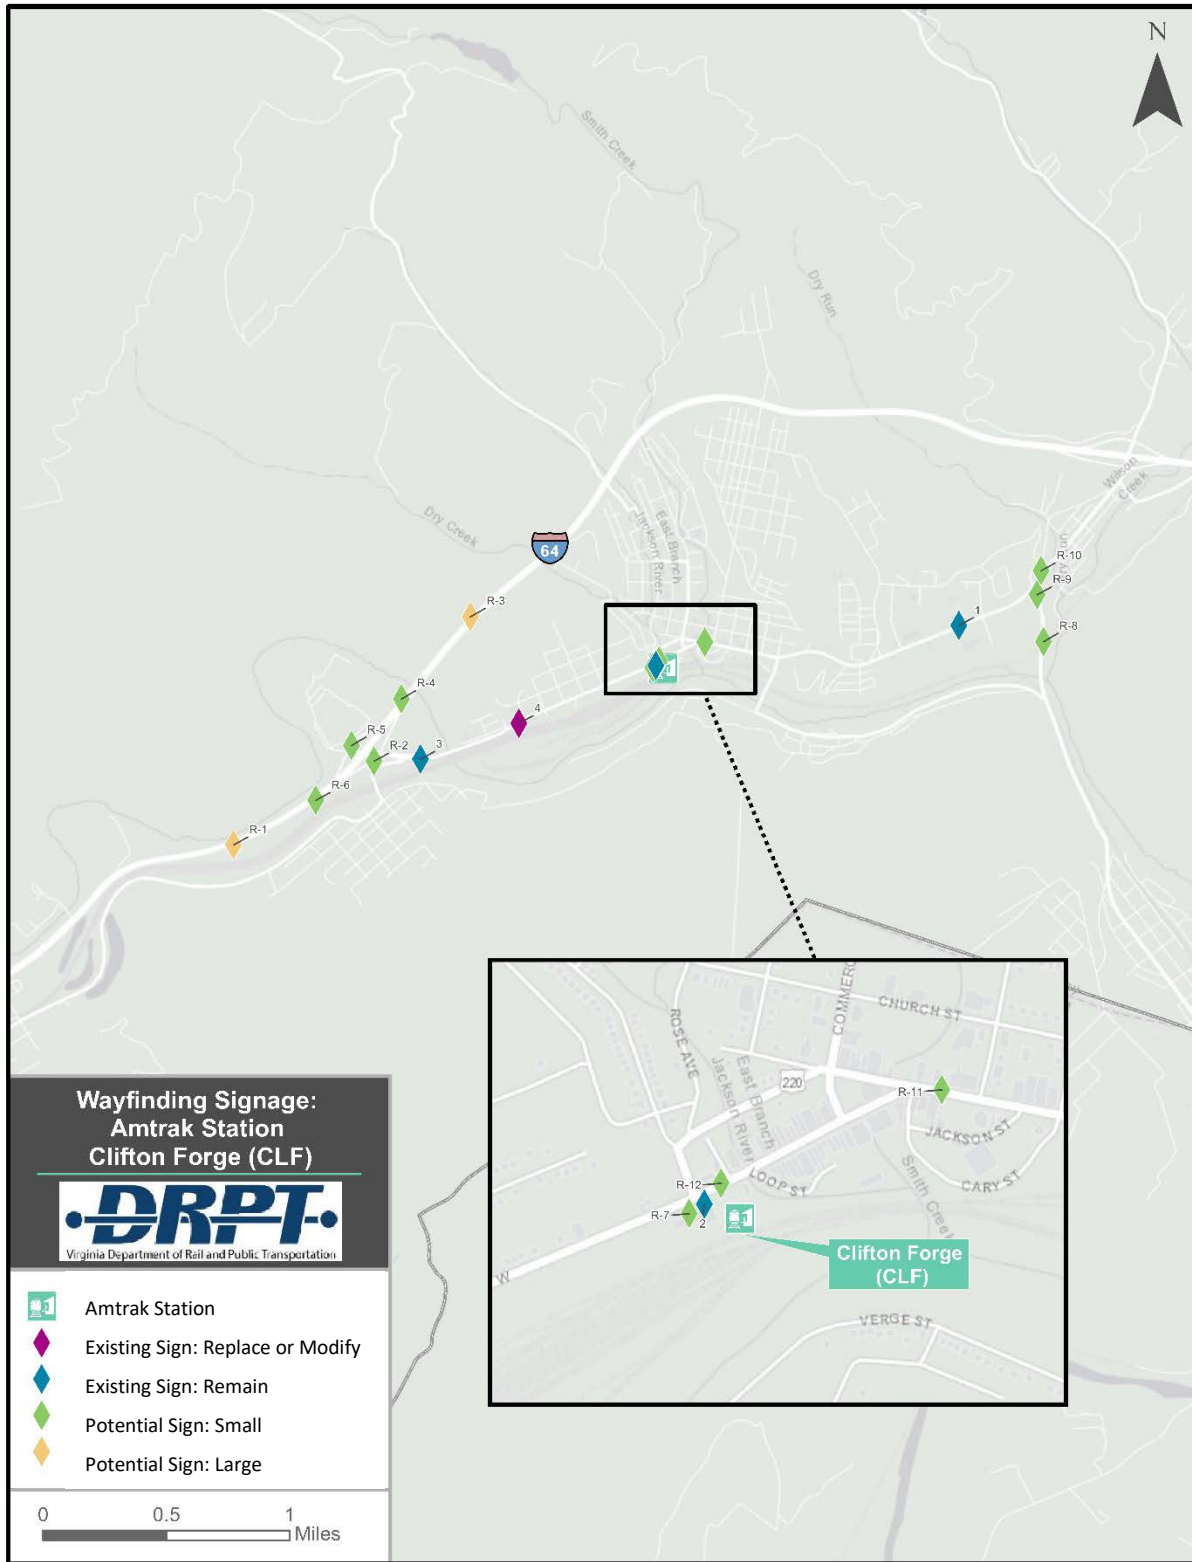 N
Smith Creek
Dry Run
Wilson
Creek
Dry Creek
64
East Branch
Jackson River
R-10
R-9
1
R-8
R-3
R-4
4
R-5
R-2
3
R-6
R-1
CHURCH ST
COMMERC
ROSE AVE
East Branch
Jackson River
220
R-11
JACKSON ST
LOOP ST
CARY ST
Smith Creek
R-12
R-7
2
Clifton Forge
(CLF)
W
VERGE ST
Wayfinding Signage:
Amtrak Station
Clifton Forge (CLF)
DRPT
Virginia Department of Rail and Public Transportation
Amtrak Station
Existing Sign: Replace or Modify
Existing Sign: Remain
Potential Sign: Small
Potential Sign: Large
0 0.5 1
Miles